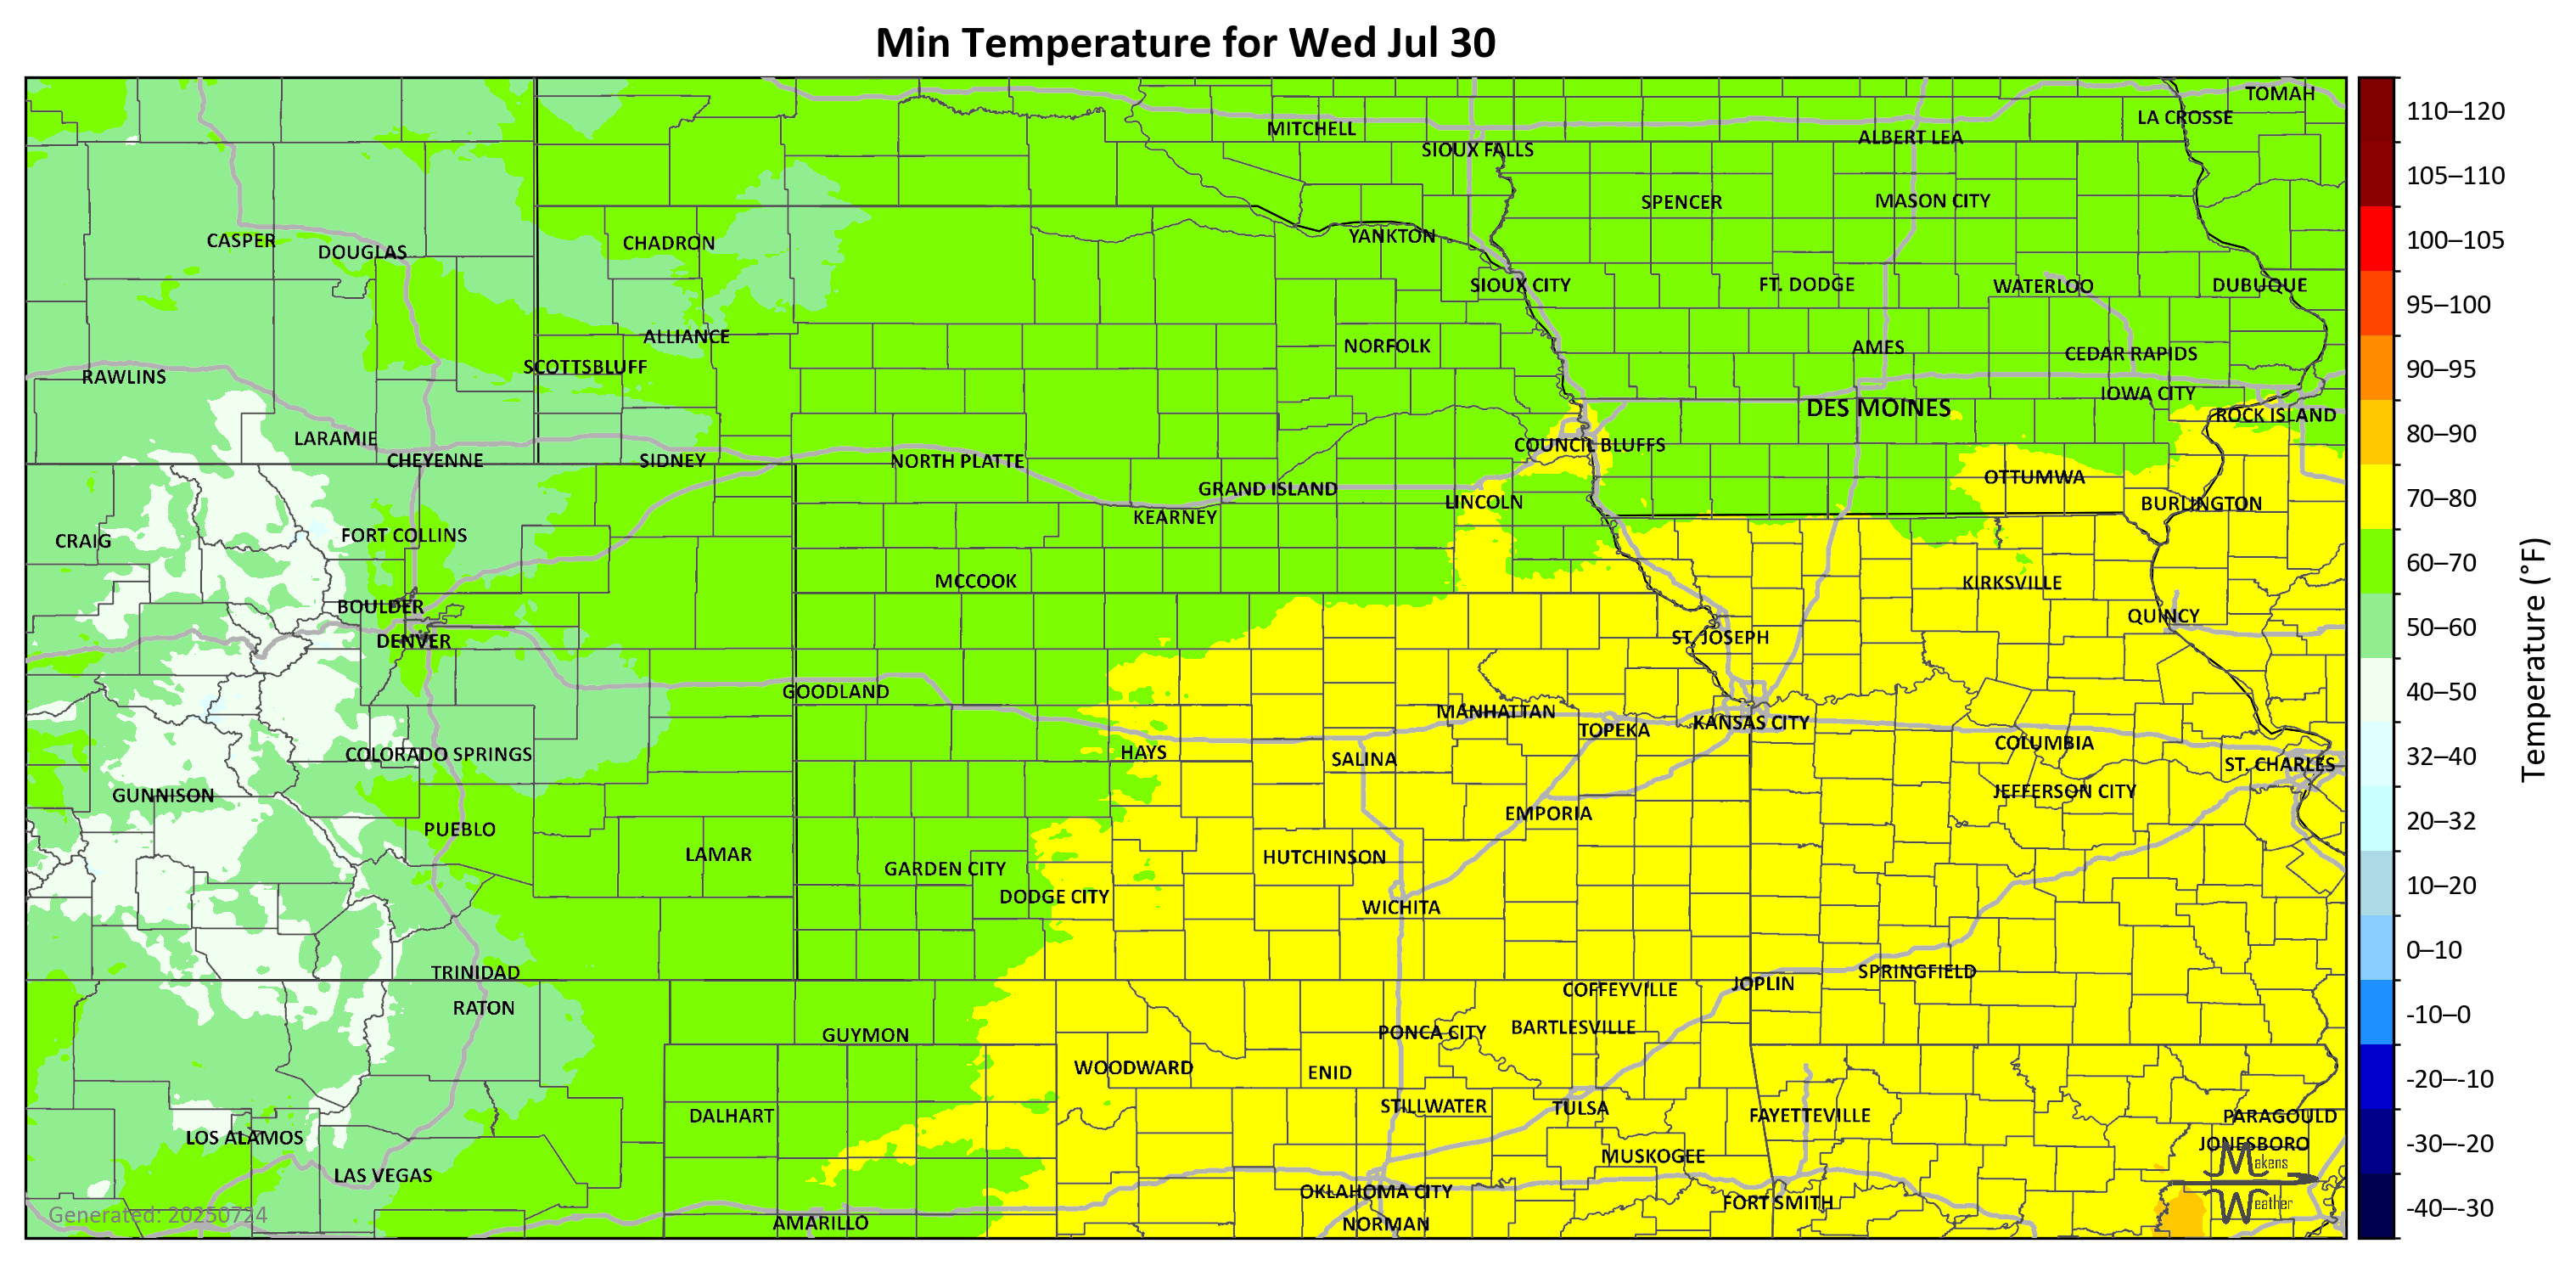 Min Temperature for Wed Jul 30
TOMAH
LA CROSSE
MITCHELL
ALBERT LEA
SIOUX FALLS
SPENCER
MASON CITY
CASPER
DOUGLAS
CHADRON
YANKTON
SIOUX CITY
FT. DODGE
WATERLOO
DUBUQUE
ALLIANCE
NORFOLK
AMES
CEDAR RAPIDS
SCOTTSBLUFF
RAWLINS
IOWA CITY
DES MOINES
ROCK ISLAND
LARAMIE
COUNCIL BLUFFS
CHEYENNE
SIDNEY
NORTH PLATTE
OTTUMWA
GRAND ISLAND
LINCOLN
BURLINGTON
KEARNEY
CRAIG
FORT COLLINS
MCCOOK
KIRKSVILLE
BOULDER
QUINCY
DENVER
ST. JOSEPH
GOODLAND
MANHATTAN
TOPEKA
KANSAS CITY
COLORADO SPRINGS
HAYS
SALINA
COLUMBIA
ST. CHARLES
GUNNISON
JEFFERSON CITY
EMPORIA
PUEBLO
LAMAR
HUTCHINSON
GARDEN CITY
DODGE CITY
WICHITA
TRINIDAD
SPRINGFIELD
JOPLIN
COFFEYVILLE
RATON
GUYMON
PONCA CITY
BARTLESVILLE
WOODWARD
ENID
STILLWATER
TULSA
DALHART
FAYETTEVILLE
PARAGOULD
LOS ALAMOS
JONESBORO
MUSKOGEE
LAS VEGAS
OKLAHOMA CITY
FORT SMITH
AMARILLO
NORMAN
Makens
Weather
Generated: 20250724
110–120
105–110
100–105
95–100
90–95
80–90
70–80
60–70
50–60
40–50
32–40
20–32
10–20
0–10
-10–0
-20–-10
-30–-20
-40–-30
Temperature (°F)